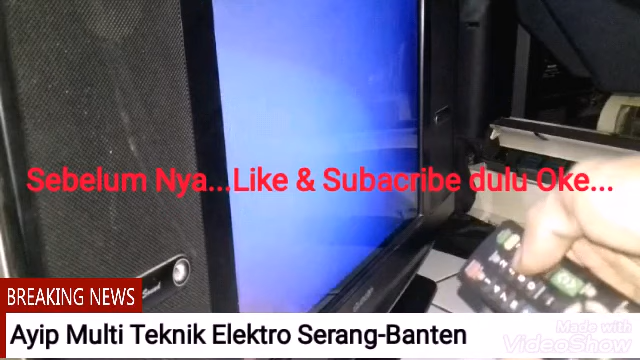 Sebelum Nya...Like & Subacribe dulu Oke...
BREAKING NEWS
Ayip Multi Teknik Elektro Serang-Banten
Made with
VideoShow